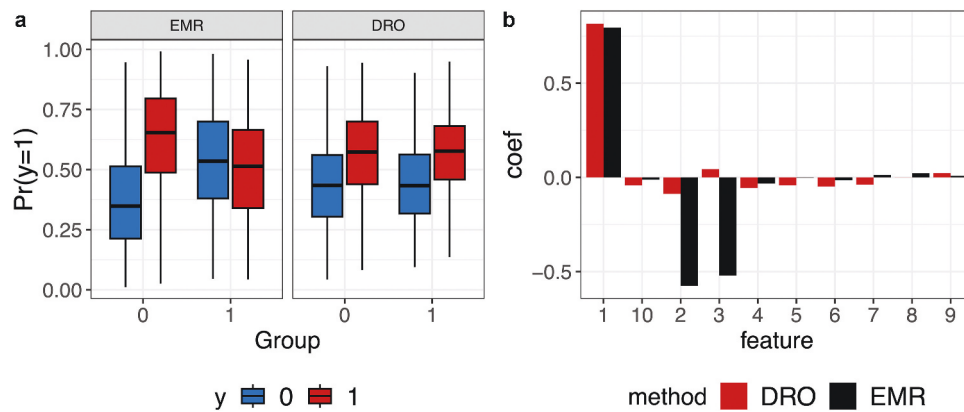 a
EMR
DRO
Pr(y=1)
1.00
0.75
0.50
0.25
0.00
0
1
0
1
Group
y
0
1
b
coef
0.5
0.0
−0.5
1
10
2
3
4
5
6
7
8
9
feature
method
DRO
EMR